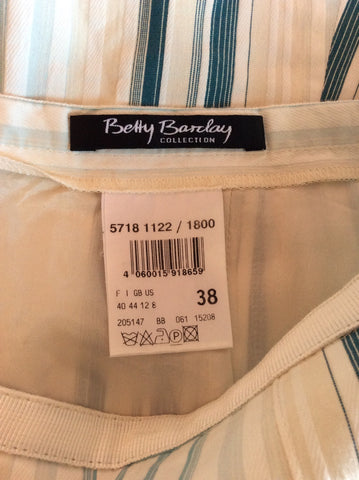 Betty Barclay
COLLECTION
5718 1122 / 1800
4 060015 918659
F I GB US
40 44 12 8
38
205147 BB 061 15208